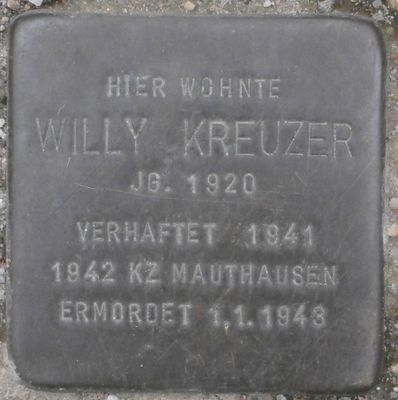 HIER WOHNTE
WILLY KREUZER
JG. 1920
VERHAFTET 1941
1942 KZ MAUTHAUSEN
ERMORDET 1.1.1943